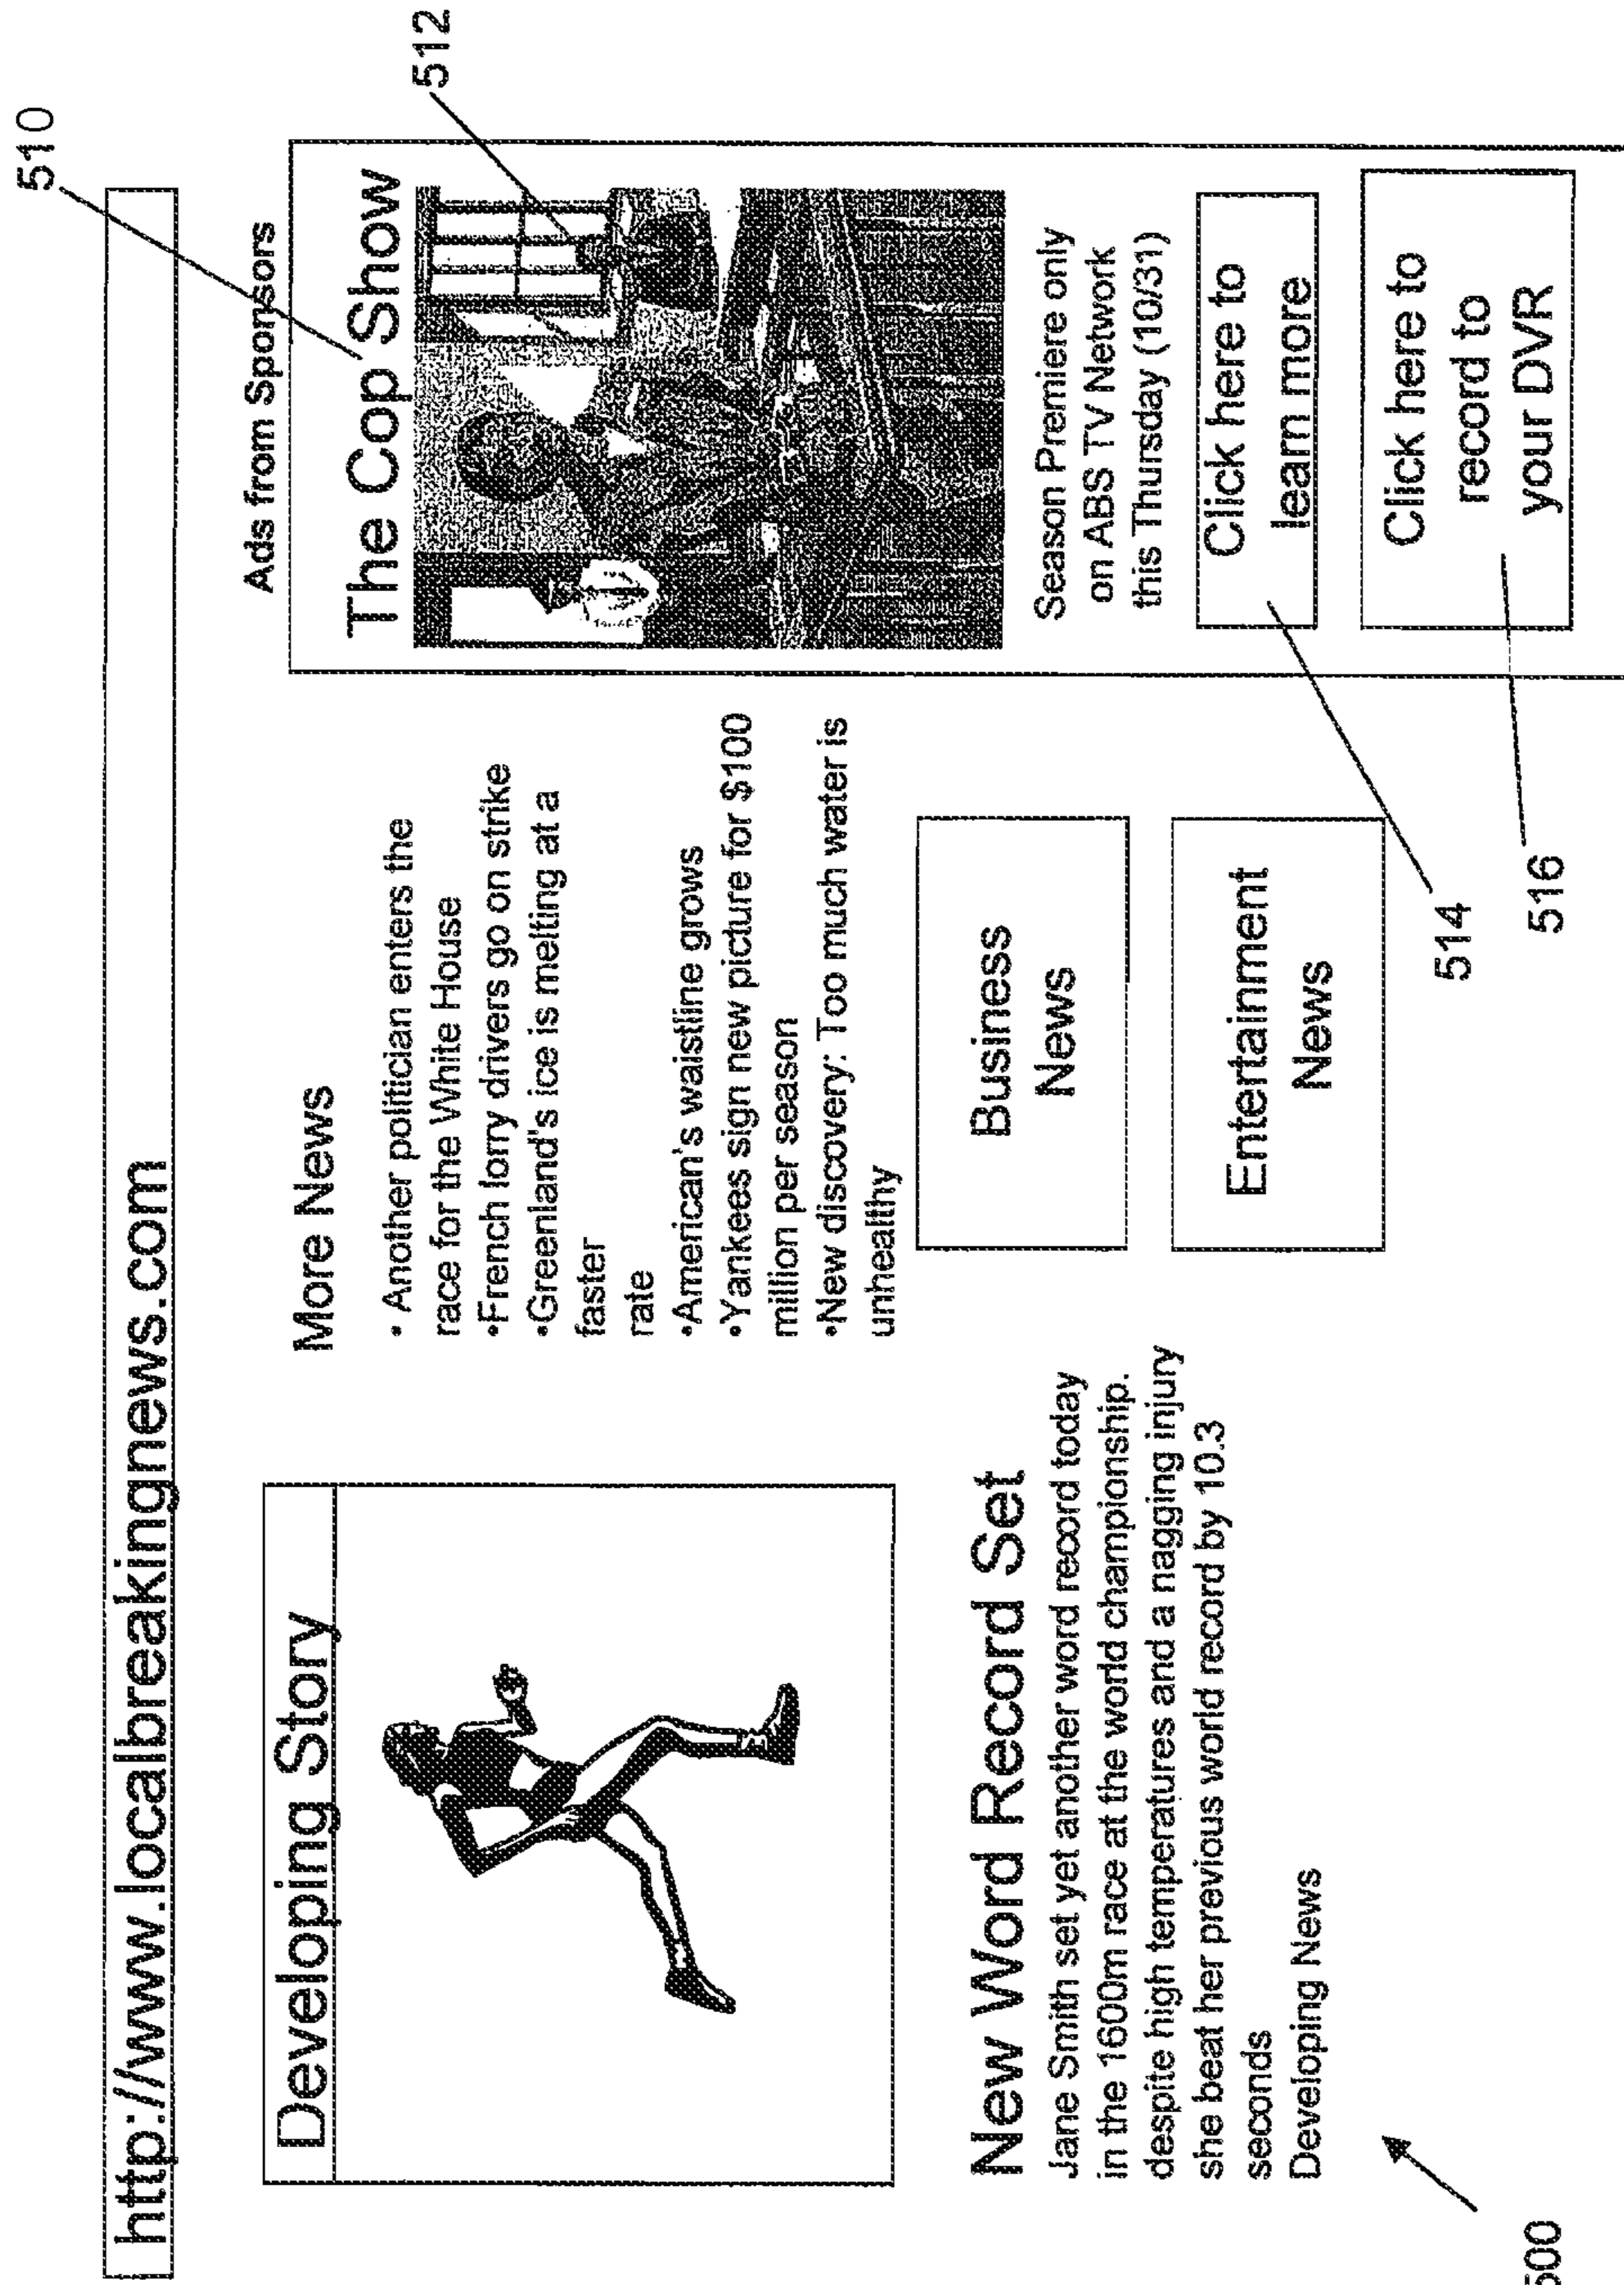 http://www.localbreakingnews.com
Developing Story
New Word Record Set
Jane Smith set yet another word record today
in the 1600m race at the world championship.
despite high temperatures and a nagging injury
she beat her previous world record by 10.3
seconds
Developing News
500
More News
• Another politician enters the
race for the White House
•French lorry drivers go on strike
•Greenland's ice is melting at a
faster
rate
•American's waistline grows
•Yankees sign new picture for $100
million per season
•New discovery: Too much water is
unhealthy
Business
News
Entertainment
News
Ads from Sponsors
510
The Cop Show
512
Season Premiere only
on ABS TV Network
this Thursday (10/31)
Click here to
learn more
514
Click here to
record to
your DVR
516